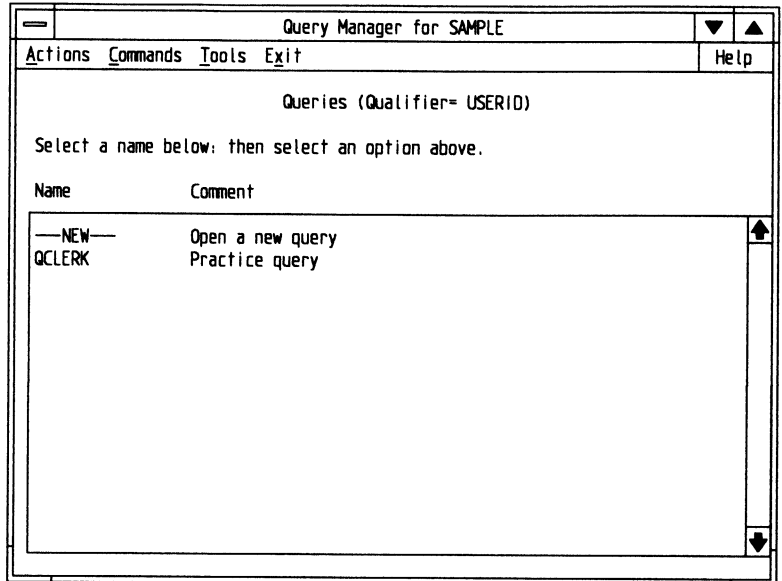 Query Manager for SAMPLE
Actions Commands Tools Exit Help
Queries (Qualifier= USERID)
Select a name below; then select an option above.
Name Comment
—NEW— Open a new query
QCLERK Practice query